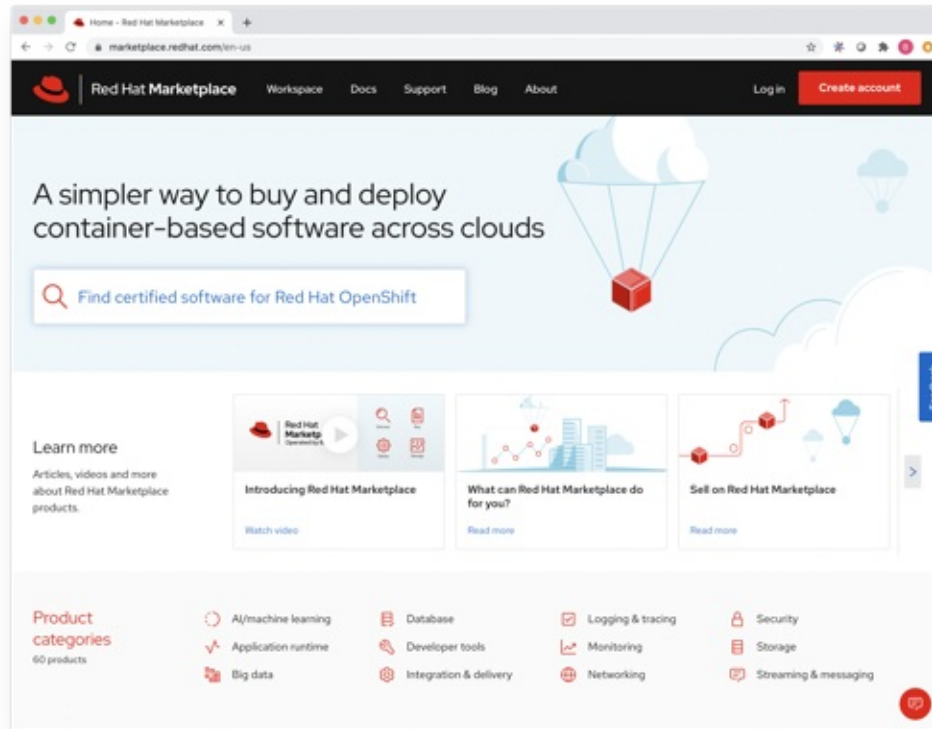 Home - Red Hat Marketplace
marketplace.redhat.com/en-us
Red Hat Marketplace Workspace Docs Support Blog About Log in Create account
A simpler way to buy and deploy
container-based software across clouds
Find certified software for Red Hat OpenShift
Learn more
Articles, videos and more
about Red Hat Marketplace
products.
Red Hat
Introducing Red Hat Marketplace
Watch video
What can Red Hat Marketplace do
for you?
Read more
Sell on Red Hat Marketplace
Read more
Product
categories
60 products
AI/machine learning
Application runtime
Big data
Database
Developer tools
Integration & delivery
Logging & tracing
Monitoring
Networking
Security
Storage
Streaming & messaging